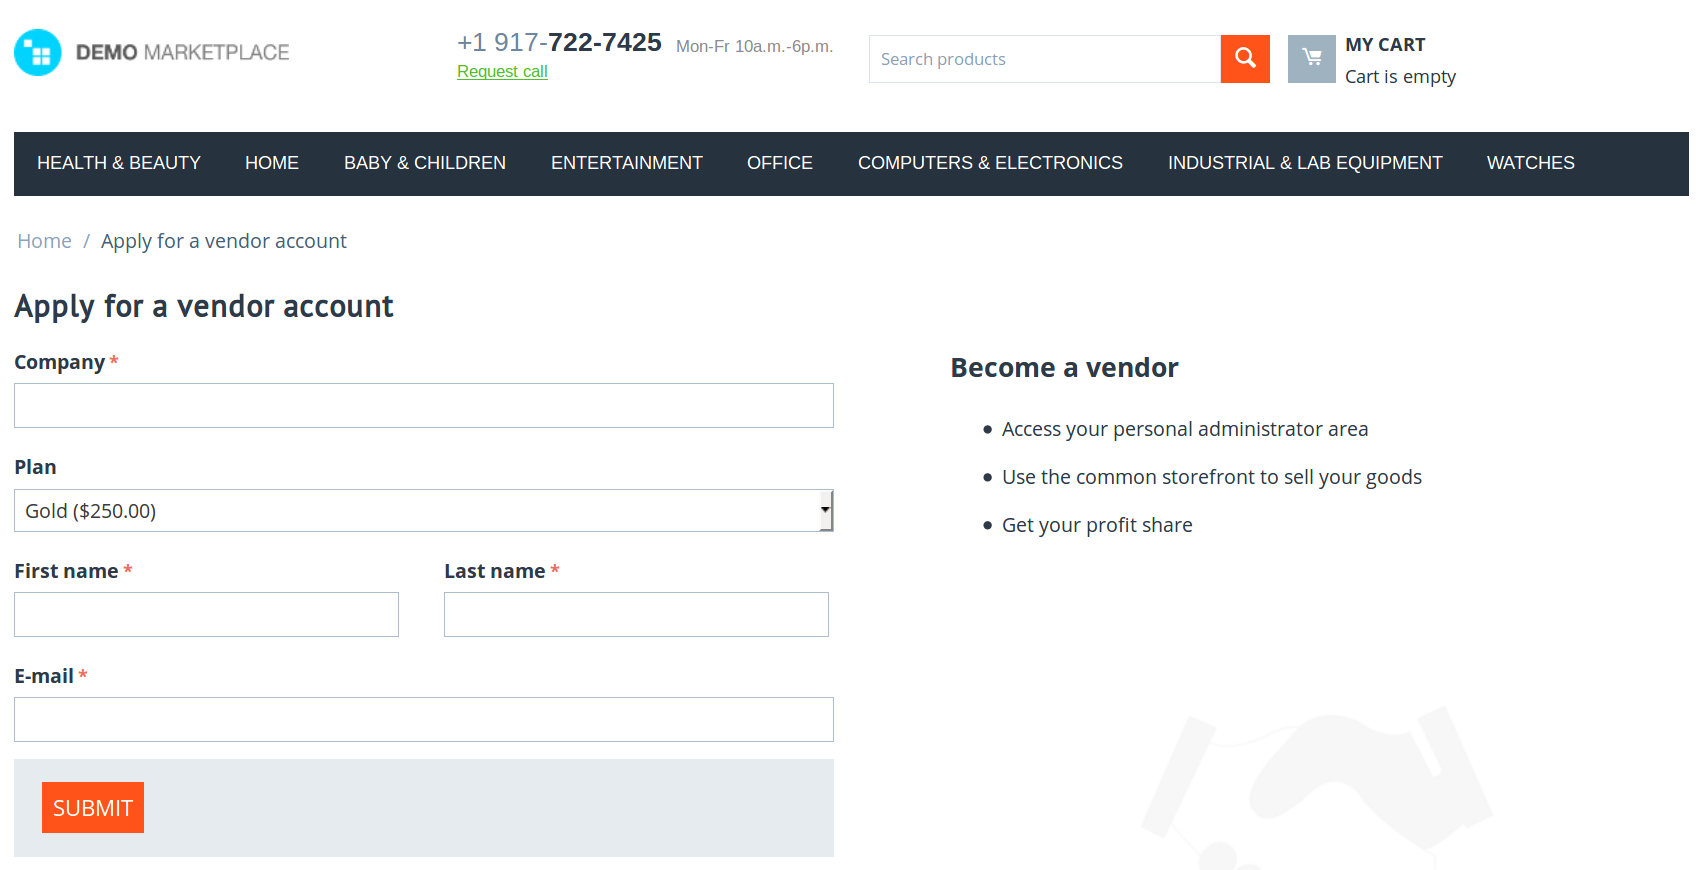 DEMO MARKETPLACE
+1 917-722-7425 Mon-Fr 10a.m.-6p.m.
Request call
Search products
MY CART
Cart is empty
HEALTH & BEAUTY HOME BABY & CHILDREN ENTERTAINMENT OFFICE COMPUTERS & ELECTRONICS INDUSTRIAL & LAB EQUIPMENT WATCHES
Home / Apply for a vendor account
Apply for a vendor account
Company *
Plan
Gold ($250.00)
First name * Last name *
E-mail *
SUBMIT
Become a vendor
• Access your personal administrator area
• Use the common storefront to sell your goods
• Get your profit share